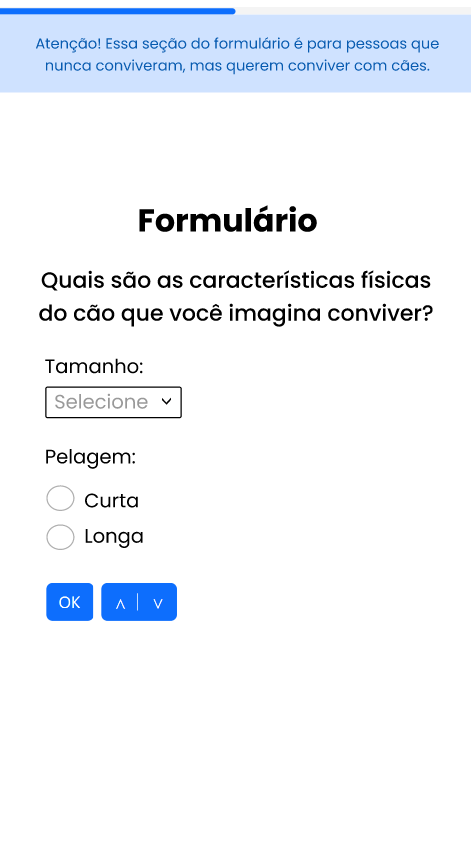 Atenção! Essa seção do formulário é para pessoas que
nunca conviveram, mas querem conviver com cães.
Formulário
Quais são as características físicas
do cão que você imagina conviver?
Tamanho:
Selecione
Pelagem:
Curta
Longa
OK